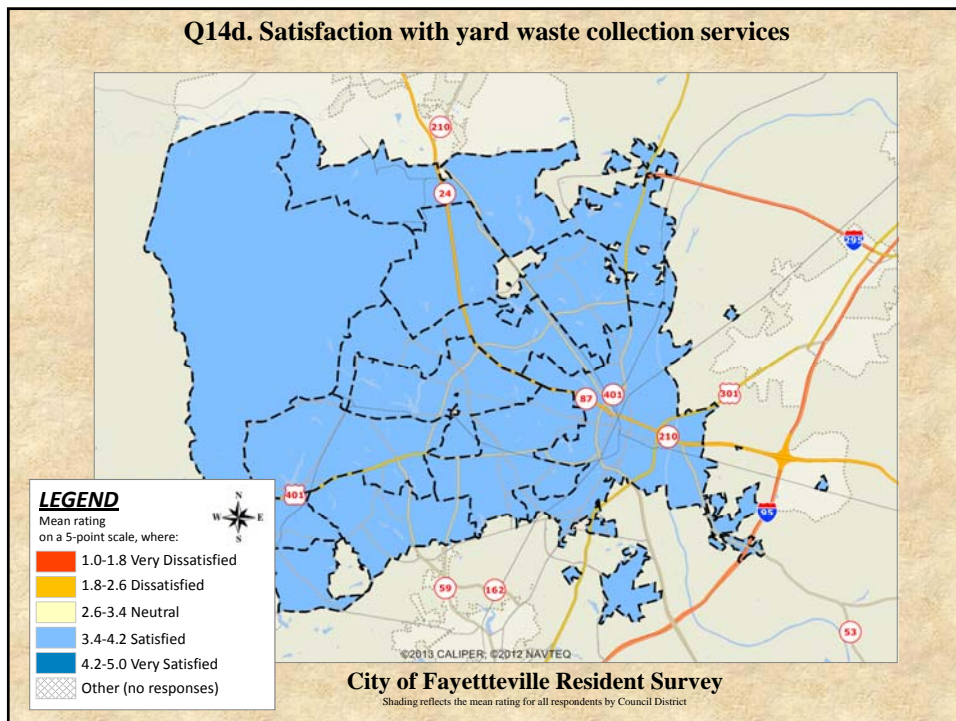 Q14d. Satisfaction with yard waste collection services
210
24
295
87
401
301
210
401
95
59
162
53
LEGEND
Mean rating
on a 5-point scale, where:
N
W E
S
1.0-1.8 Very Dissatisfied
1.8-2.6 Dissatisfied
2.6-3.4 Neutral
3.4-4.2 Satisfied
4.2-5.0 Very Satisfied
Other (no responses)
©2013 CALIPER; ©2012 NAVTEQ
City of Fayettteville Resident Survey
Shading reflects the mean rating for all respondents by Council District